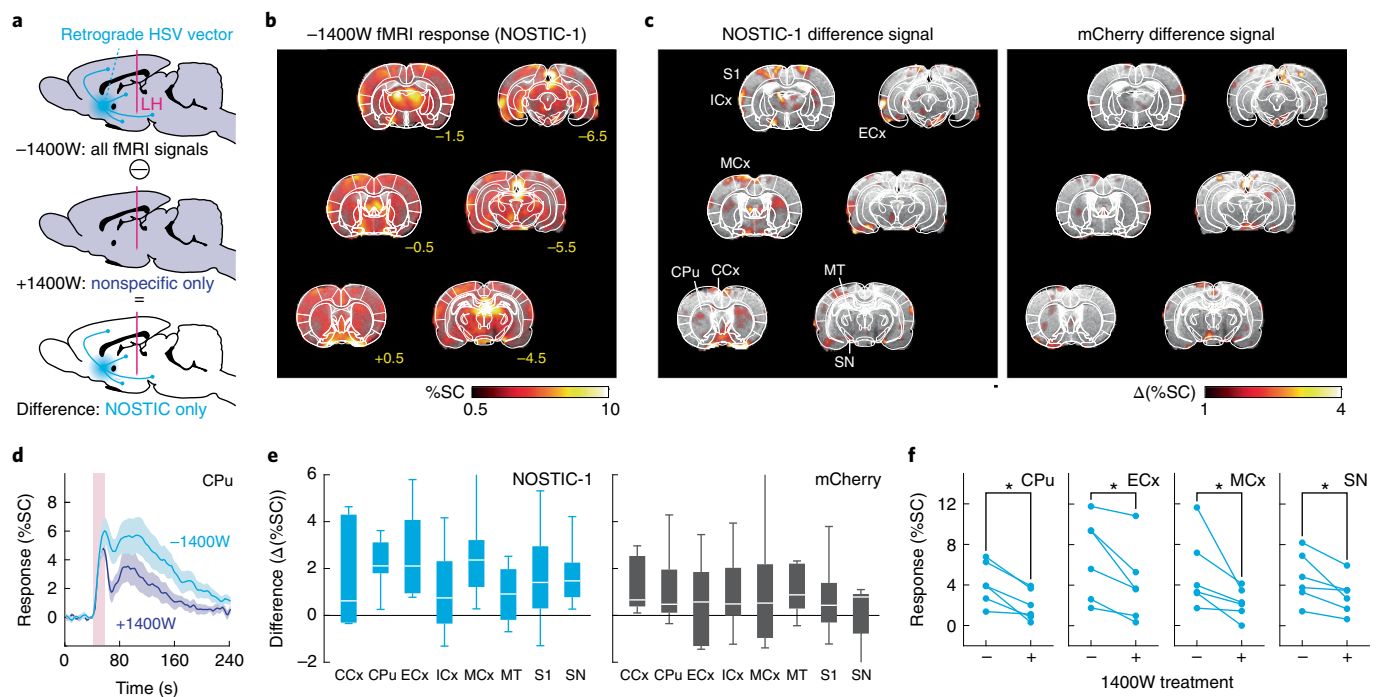 a
Retrograde HSV vector
LH
–1400W: all fMRI signals
+1400W: nonspecific only
=
Difference: NOSTIC only
b
–1400W fMRI response (NOSTIC-1)
–1.5
–6.5
–0.5
–5.5
+0.5
–4.5
%SC
0.5
10
c
NOSTIC-1 difference signal
mCherry difference signal
S1
ICx
ECx
MCx
CPu
CCx
MT
SN
Δ(%SC)
1
4
d
CPu
Response (%SC)
8
6
4
2
0
–1400W
+1400W
0
80
160
240
Time (s)
e
NOSTIC-1
mCherry
Difference (Δ(%SC))
6
4
2
0
–2
CCx CPu ECx ICx MCx MT S1 SN
CCx CPu ECx ICx MCx MT S1 SN
f
* CPu
* ECx
* MCx
* SN
Response (%SC)
12
8
4
0
– +
– +
– +
– +
1400W treatment